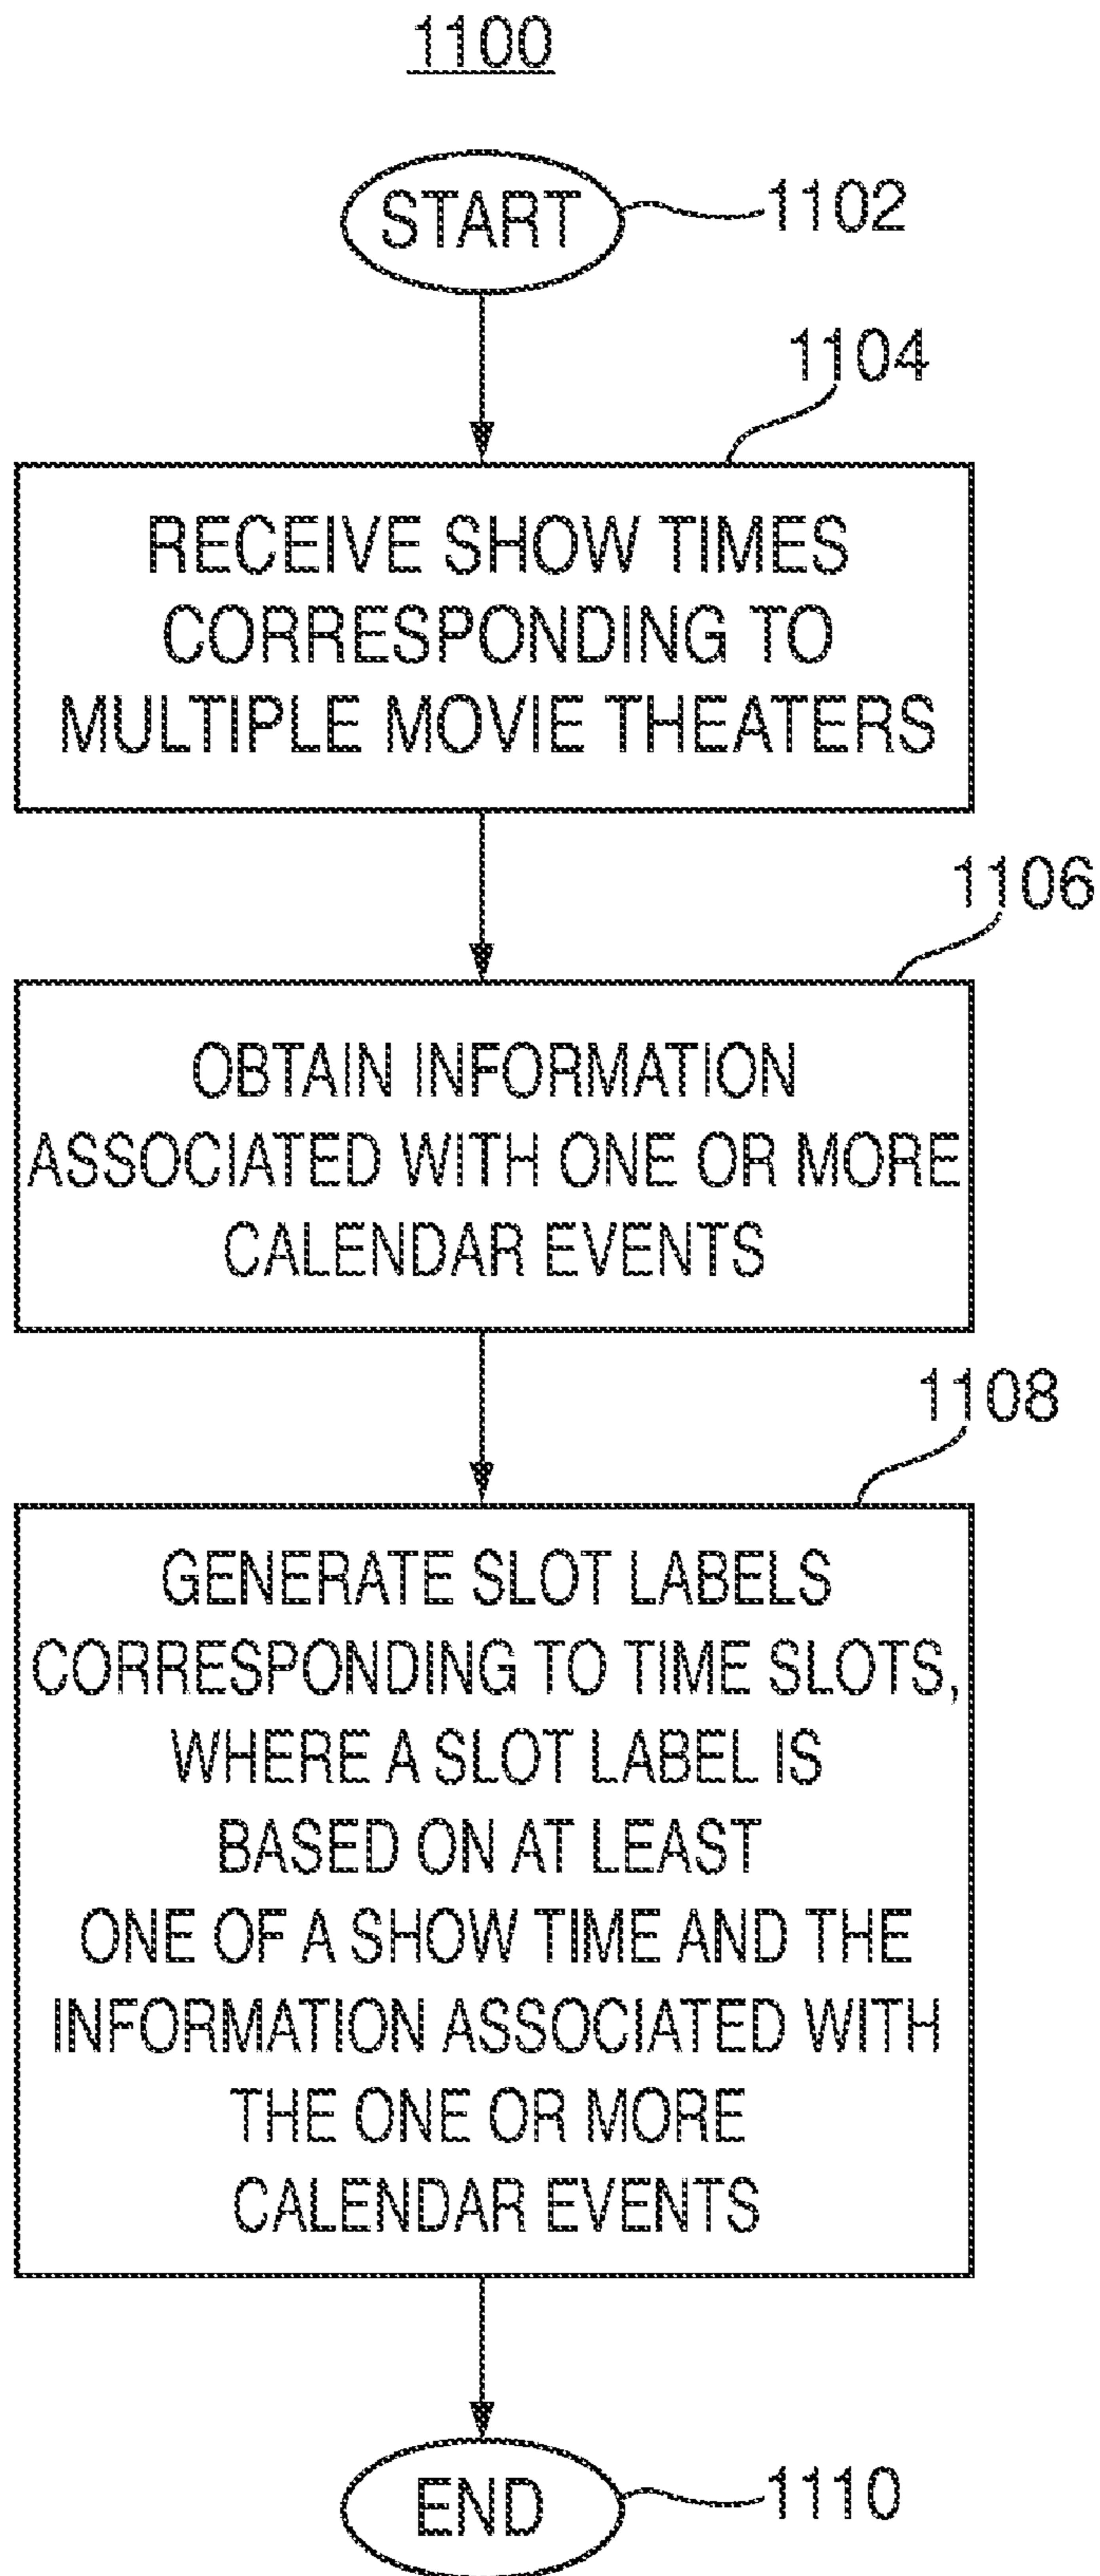 1100
START
1102
1104
RECEIVE SHOW TIMES
CORRESPONDING TO
MULTIPLE MOVIE THEATERS
1106
OBTAIN INFORMATION
ASSOCIATED WITH ONE OR MORE
CALENDAR EVENTS
1108
GENERATE SLOT LABELS
CORRESPONDING TO TIME SLOTS,
WHERE A SLOT LABEL IS
BASED ON AT LEAST
ONE OF A SHOW TIME AND THE
INFORMATION ASSOCIATED WITH
THE ONE OR MORE
CALENDAR EVENTS
END
1110